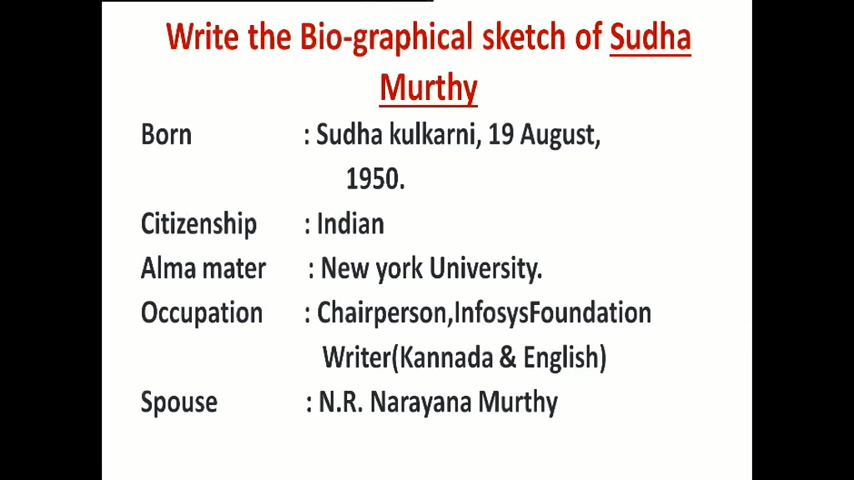 Write the Bio-graphical sketch of Sudha
Murthy
Born : Sudha kulkarni, 19 August,
1950.
Citizenship : Indian
Alma mater : New york University.
Occupation : Chairperson,InfosysFoundation
Writer(Kannada & English)
Spouse : N.R. Narayana Murthy